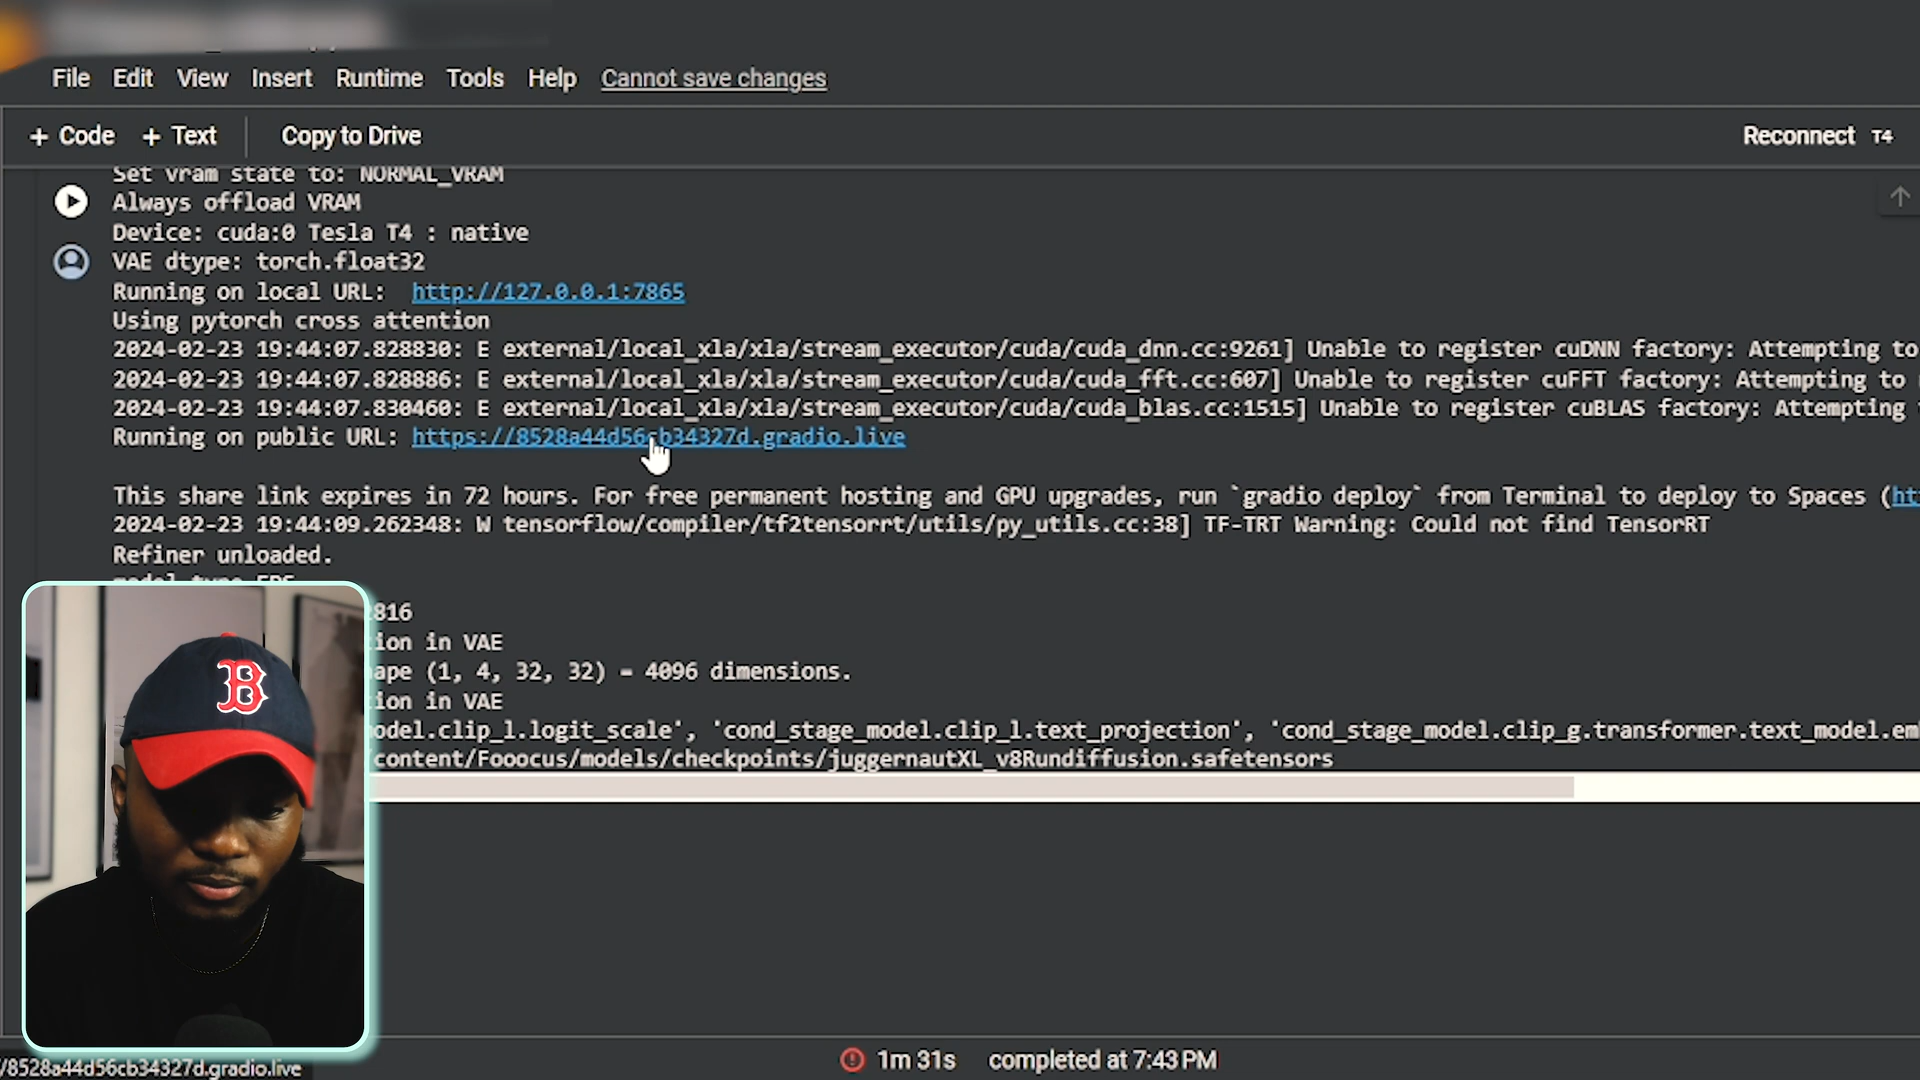 File Edit View Insert Runtime Tools Help Cannot save changes
+ Code + Text Copy to Drive Reconnect T4
Set vram state to: NORMAL_VRAM
Always offload VRAM
Device: cuda:0 Tesla T4 : native
VAE dtype: torch.float32
Running on local URL: http://127.0.0.1:7865
Using pytorch cross attention
2024-02-23 19:44:07.828830: E external/local_xla/xla/stream_executor/cuda/cuda_dnn.cc:9261] Unable to register cuDNN factory: Attempting to
2024-02-23 19:44:07.828886: E external/local_xla/xla/stream_executor/cuda/cuda_fft.cc:607] Unable to register cuFFT factory: Attempting to
2024-02-23 19:44:07.830460: E external/local_xla/xla/stream_executor/cuda/cuda_blas.cc:1515] Unable to register cuBLAS factory: Attempting
Running on public URL: https://8528a44d56cb34327d.gradio.live
This share link expires in 72 hours. For free permanent hosting and GPU upgrades, run `gradio deploy` from Terminal to deploy to Spaces (ht
2024-02-23 19:44:09.262348: W tensorflow/compiler/tf2tensorrt/utils/py_utils.cc:38] TF-TRT Warning: Could not find TensorRT
Refiner unloaded.
model_type EPS
2816
ion in VAE
ape (1, 4, 32, 32) = 4096 dimensions.
ion in VAE
odel.clip_l.logit_scale', 'cond_stage_model.clip_l.text_projection', 'cond_stage_model.clip_g.transformer.text_model.em
content/Fooocus/models/checkpoints/juggernautXL_v8Rundiffusion.safetensors
B
1m 31s completed at 7:43 PM
/8528a44d56cb34327d.gradio.live